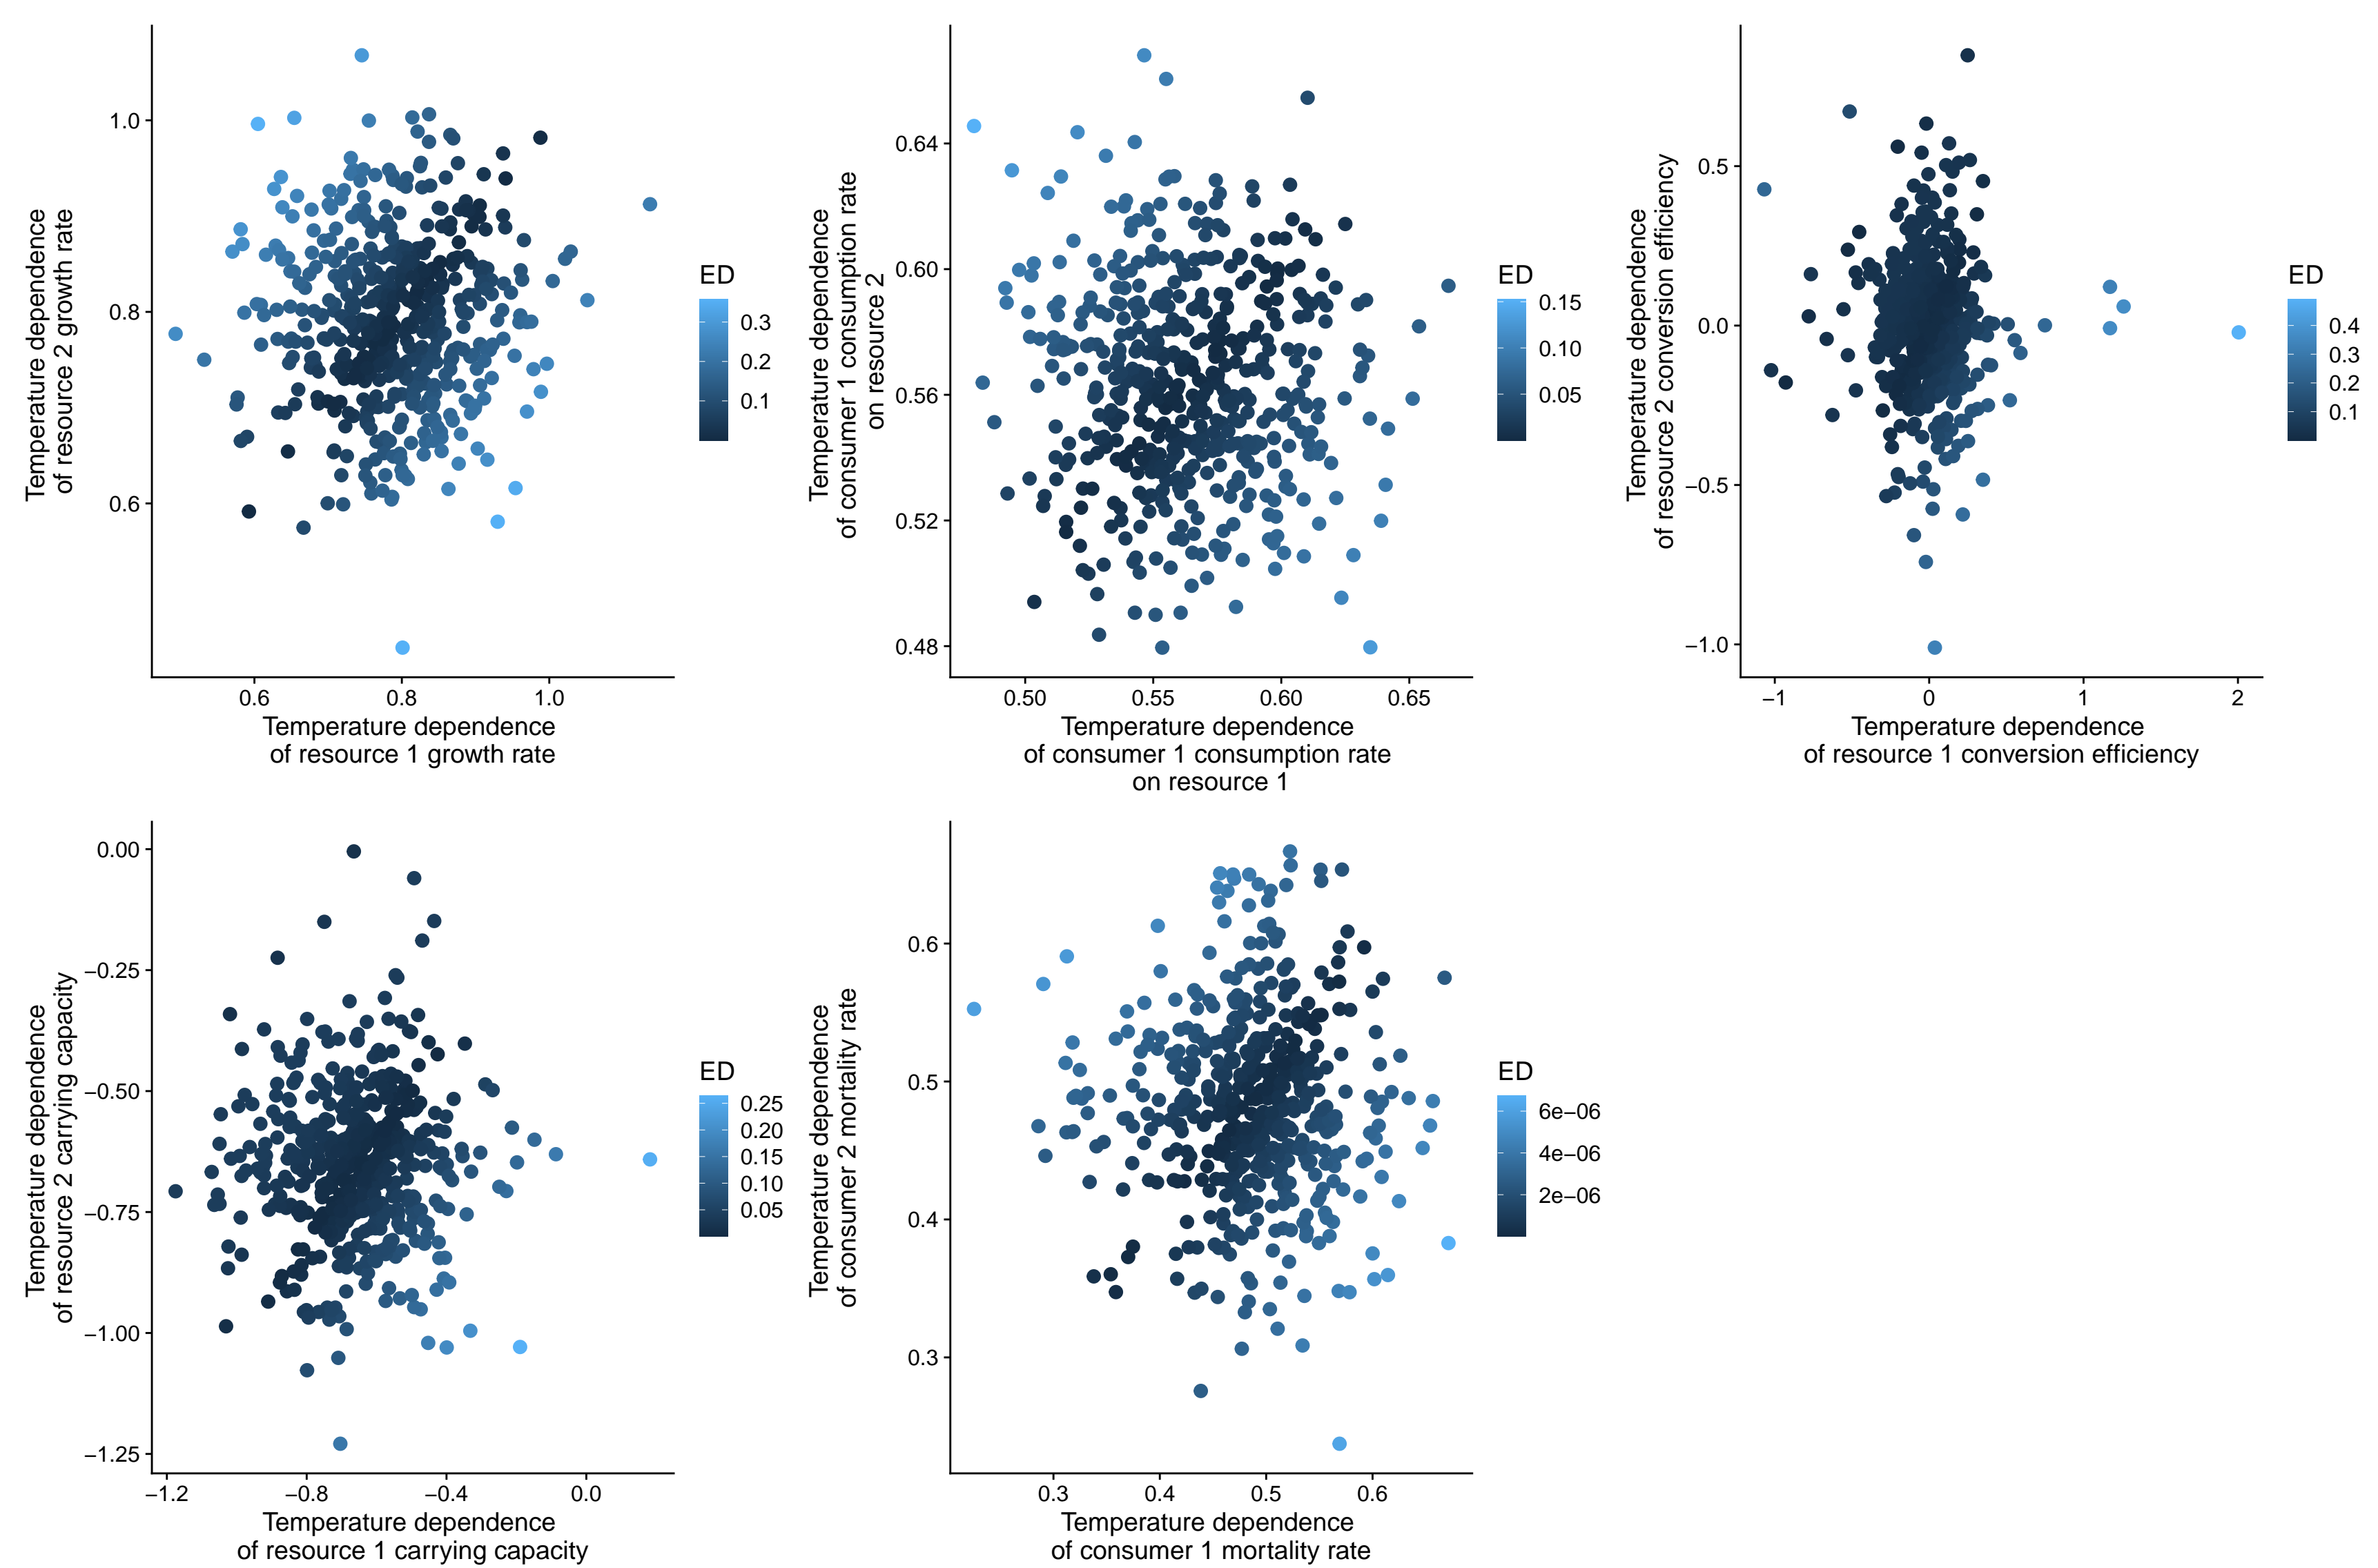 Temperature dependence
of resource 2 growth rate
1.0
0.8
0.6
0.6
0.8
1.0
Temperature dependence
of resource 1 growth rate
ED
0.3
0.2
0.1
Temperature dependence
of consumer 1 consumption rate
on resource 2
0.64
0.60
0.56
0.52
0.48
0.50
0.55
0.60
0.65
Temperature dependence
of consumer 1 consumption rate
on resource 1
ED
0.15
0.10
0.05
Temperature dependence
of resource 2 conversion efficiency
0.5
0.0
−0.5
−1.0
−1
0
1
2
Temperature dependence
of resource 1 conversion efficiency
ED
0.4
0.3
0.2
0.1
Temperature dependence
of resource 2 carrying capacity
0.00
−0.25
−0.50
−0.75
−1.00
−1.25
−1.2
−0.8
−0.4
0.0
Temperature dependence
of resource 1 carrying capacity
ED
0.25
0.20
0.15
0.10
0.05
Temperature dependence
of consumer 2 mortality rate
0.6
0.5
0.4
0.3
0.3
0.4
0.5
0.6
Temperature dependence
of consumer 1 mortality rate
ED
6e−06
4e−06
2e−06